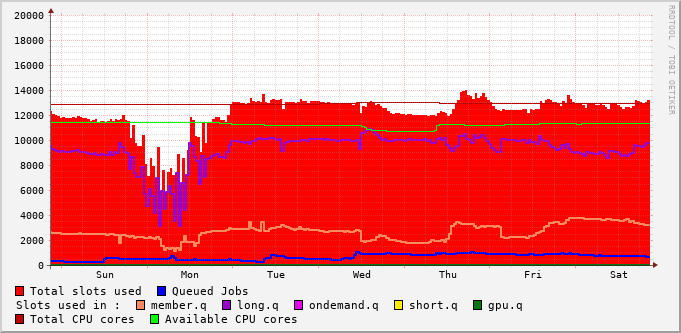 20000
18000
16000
14000
12000
10000
8000
6000
4000
2000
0
Sun Mon Tue Wed Thu Fri Sat
RRDTOOL / TOBI OETIKER
Total slots used Queued Jobs
Slots used in : member.q long.q ondemand.q short.q gpu.q
Total CPU cores Available CPU cores